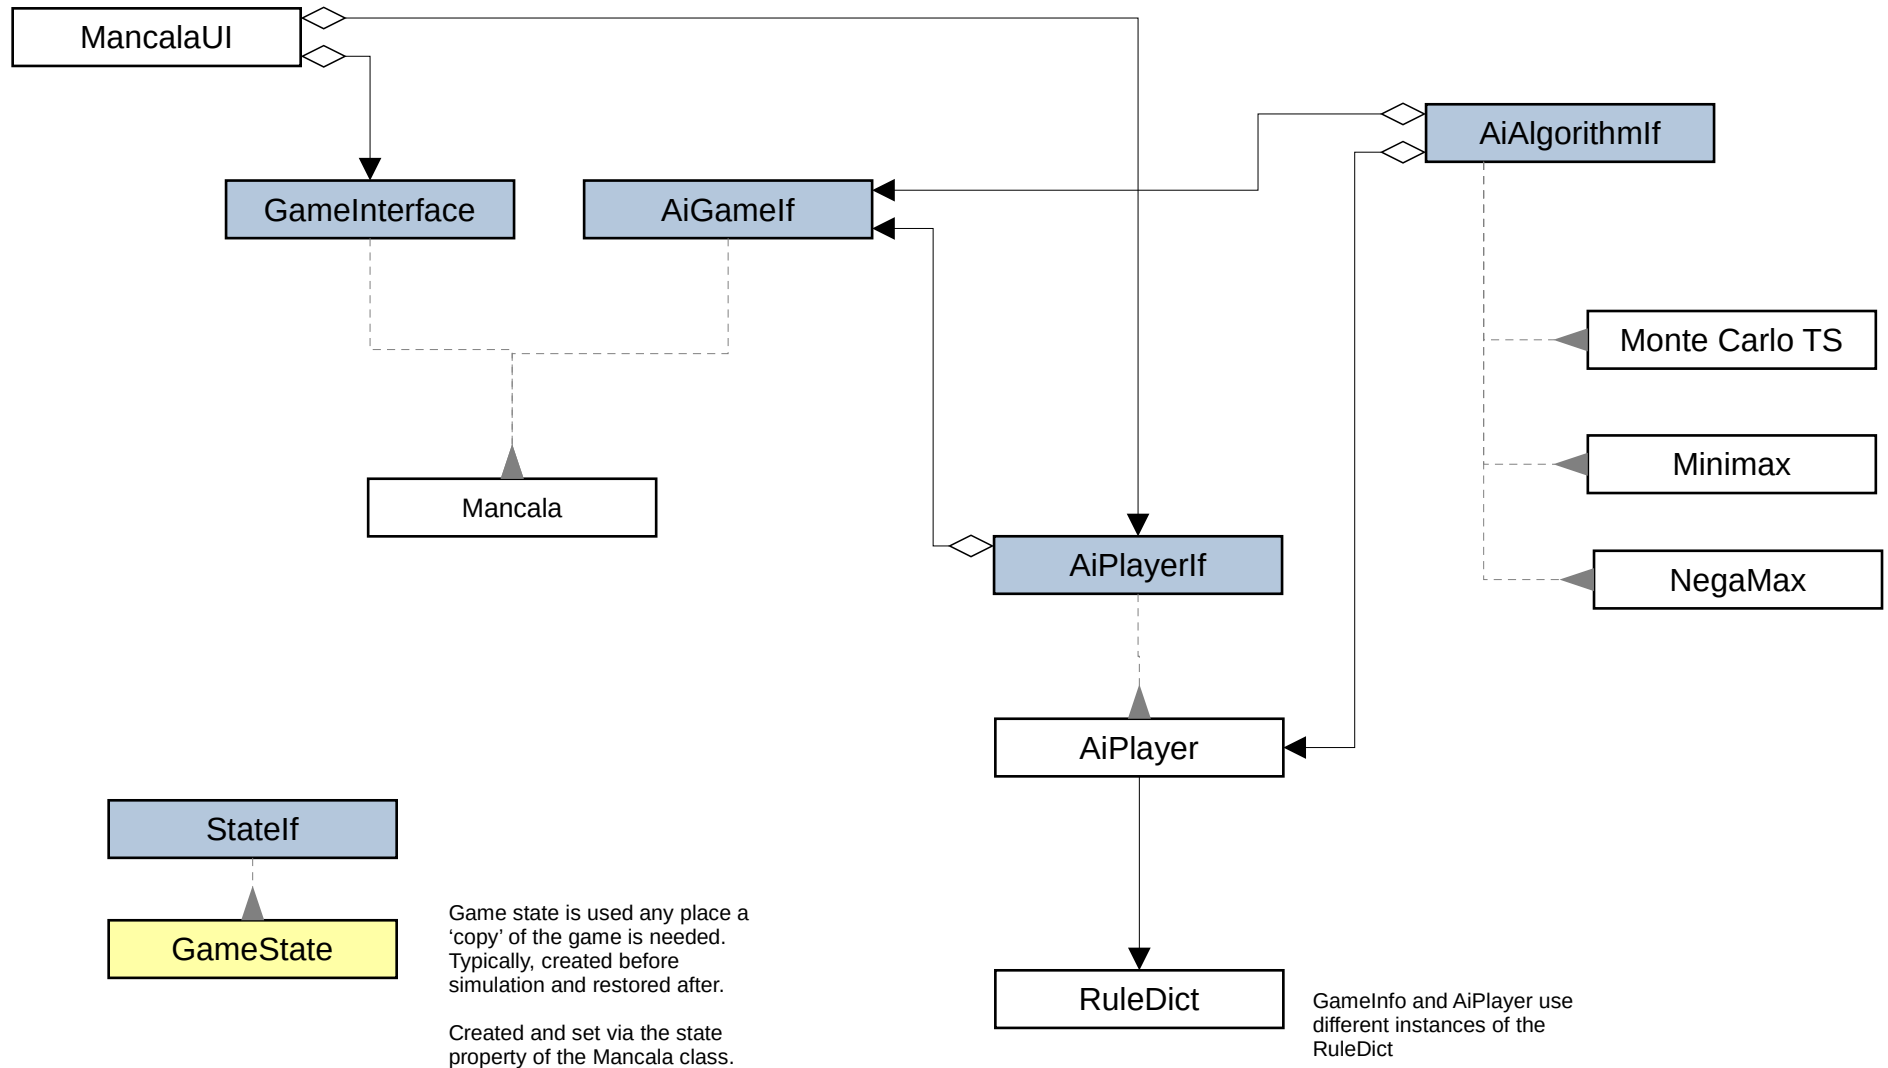 MancalaUI
AiAlgorithmIf
GameInterface
AiGameIf
Monte Carlo TS
Minimax
Mancala
AiPlayerIf
NegaMax
AiPlayer
StateIf
GameState
Game state is used any place a
‘copy’ of the game is needed.
Typically, created before
simulation and restored after.
Created and set via the state
property of the Mancala class.
RuleDict
GameInfo and AiPlayer use
different instances of the
RuleDict